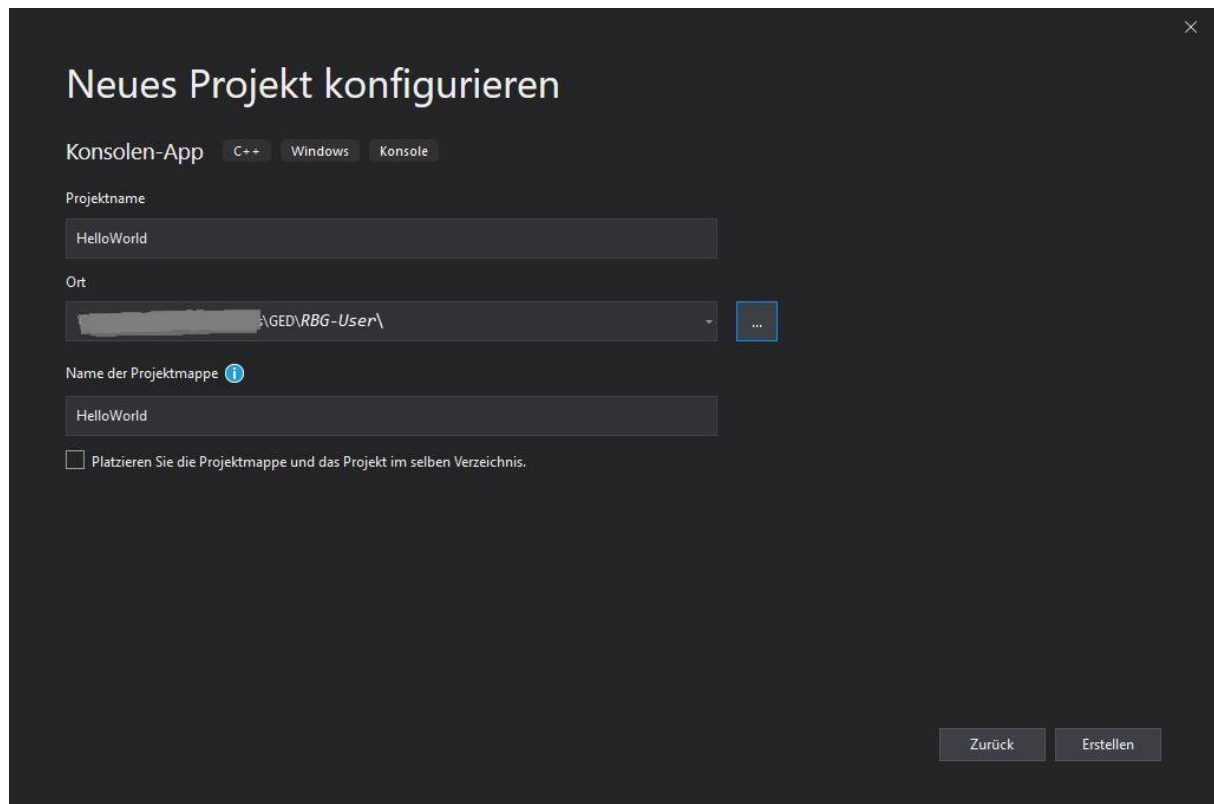 Neues Projekt konfigurieren
Konsolen-App C++ Windows Konsole
Projektname
HelloWorld
Ort
\GED\RBG-User\
...
Name der Projektmappe
HelloWorld
Platzieren Sie die Projektmappe und das Projekt im selben Verzeichnis.
Zurück Erstellen